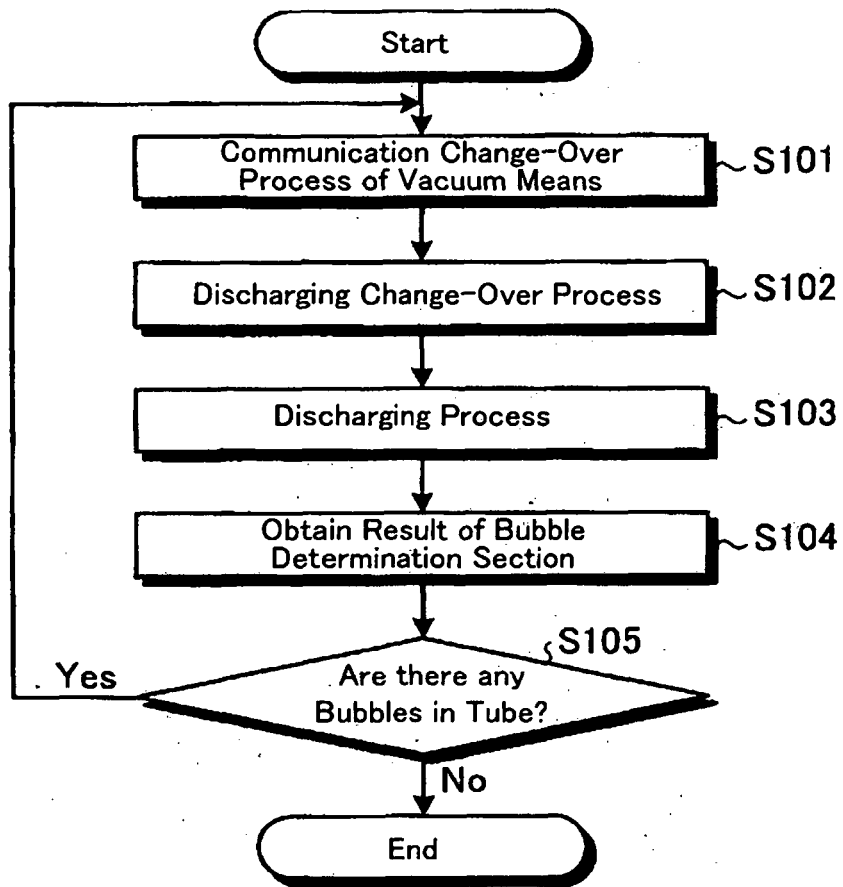 Start
Communication Change-Over
Process of Vacuum Means
S101
Discharging Change-Over Process
S102
Discharging Process
S103
Obtain Result of Bubble
Determination Section
S104
S105
Yes
Are there any
Bubbles in Tube?
No
End